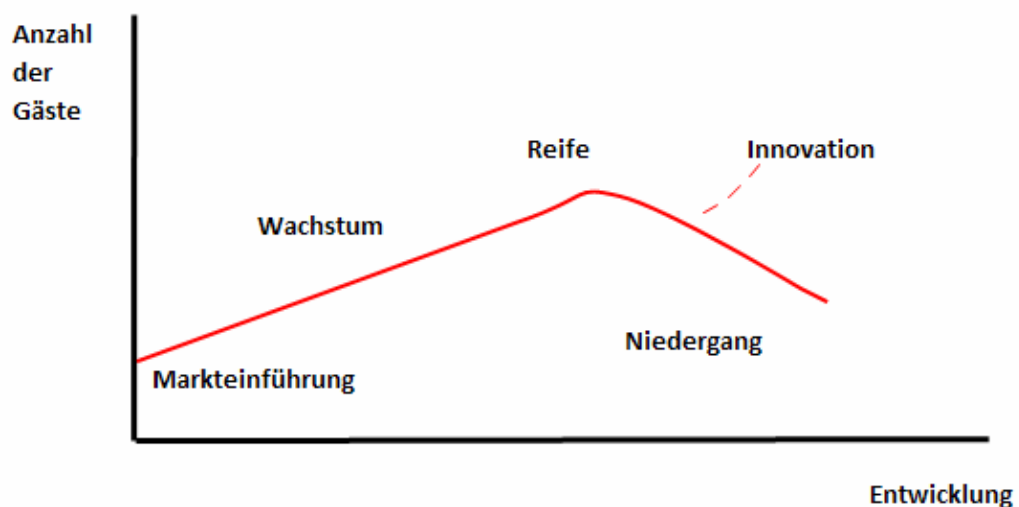 Anzahl
der
Gäste
Reife
Innovation
Wachstum
Niedergang
Markteinführung
Entwicklung